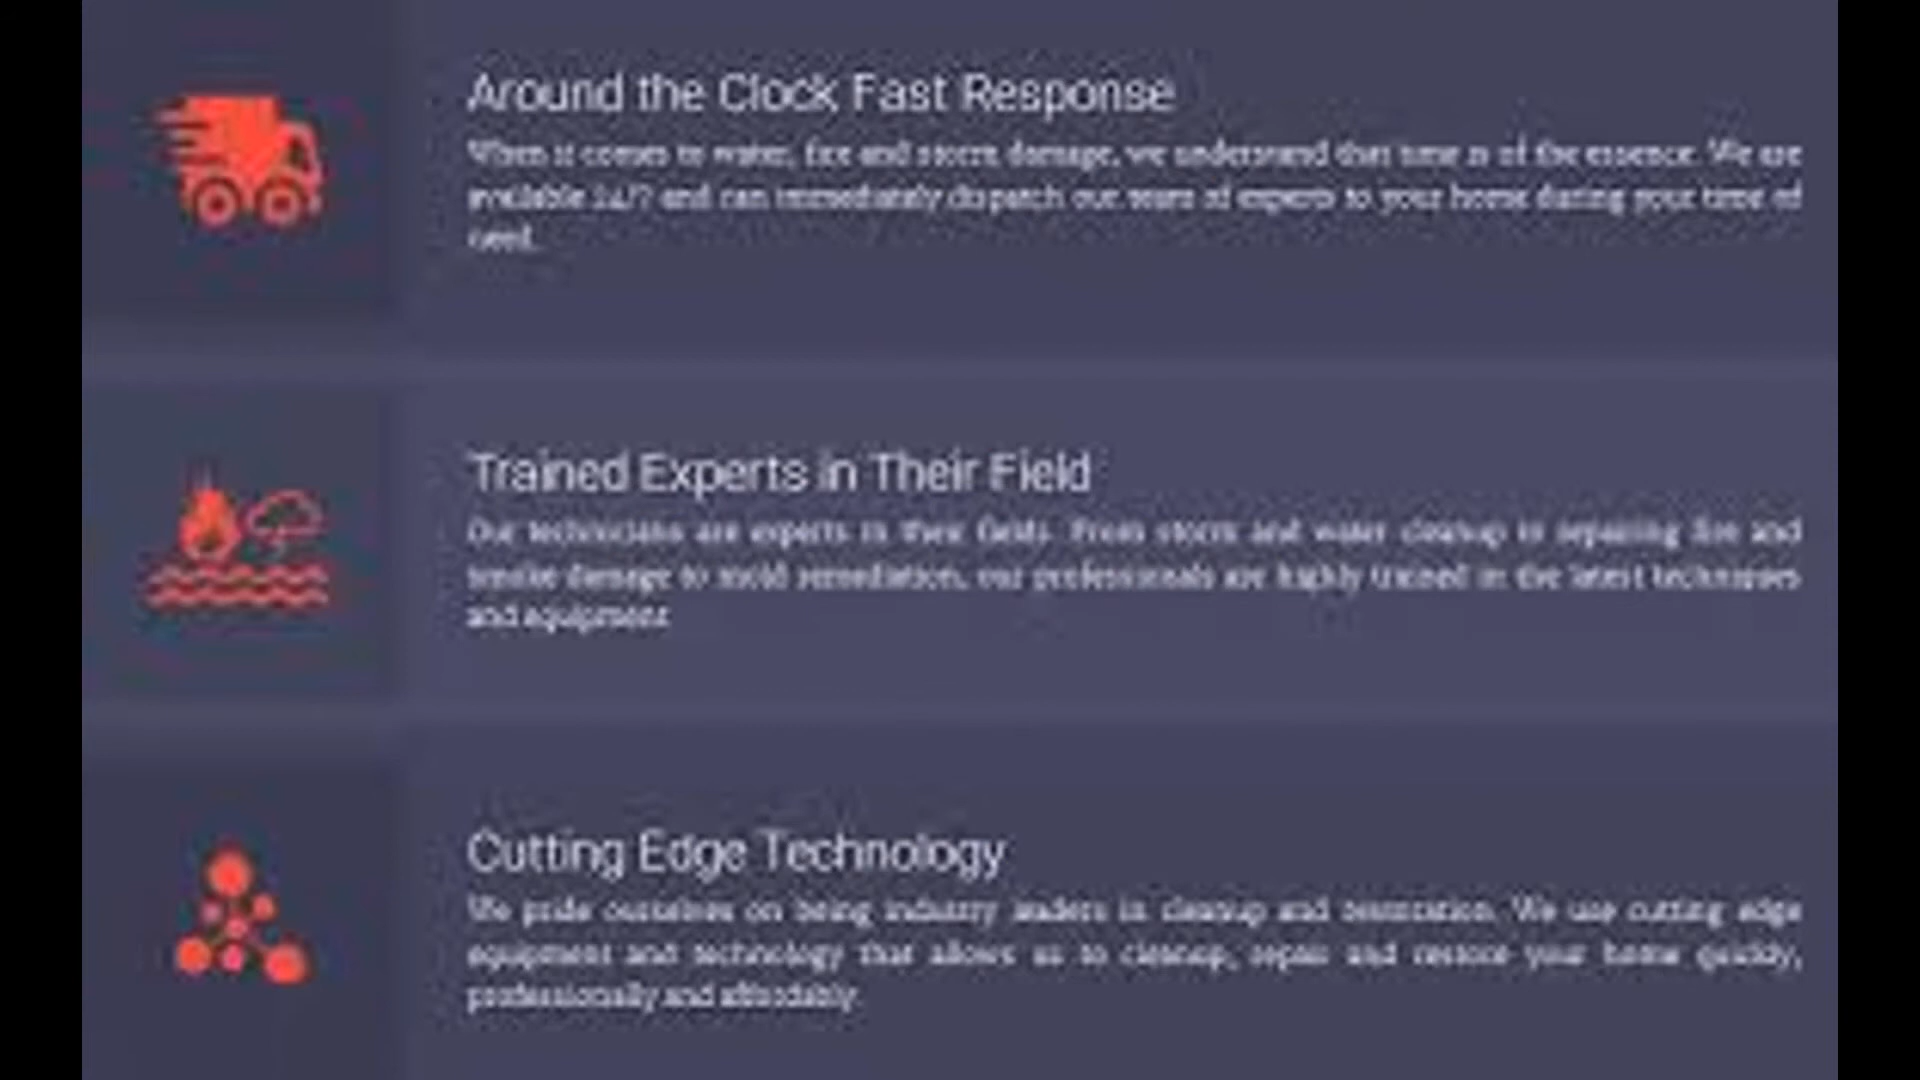 Around the Clock Fast Response
When it comes to water, fire and storm damage, we understand that time is of the essence. We are
available 24/7 and can immediately dispatch our team of experts to your home during your time of
need.
Trained Experts in Their Field
Our technicians are experts in their fields. From storm and water cleanup to repairing fire and
smoke damage to mold remediation, our professionals are highly trained in the latest techniques
and equipment.
Cutting Edge Technology
We pride ourselves on being industry leaders in cleanup and restoration. We use cutting edge
equipment and technology that allows us to cleanup, repair and restore your home quickly,
professionally and affordably.